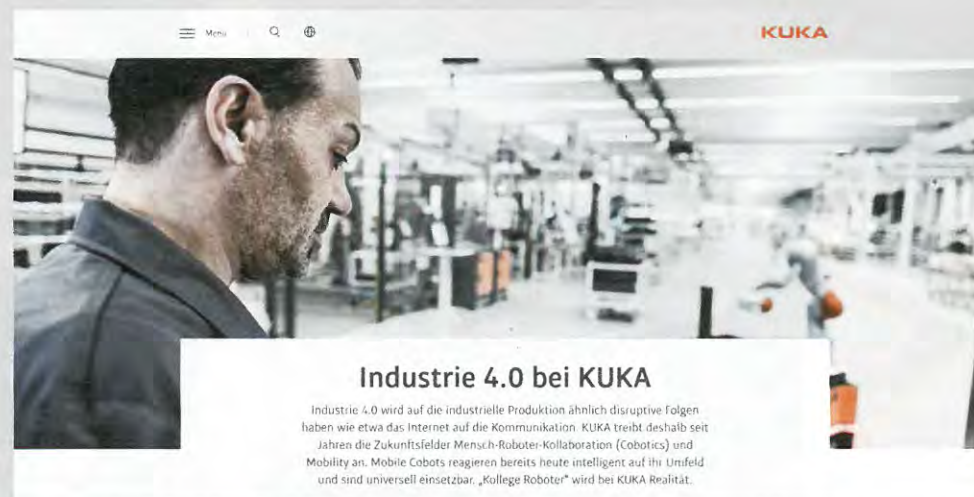 Menü
KUKA
Industrie 4.0 bei KUKA
Industrie 4.0 wird auf die industrielle Produktion ähnlich disruptive Folgen
haben wie etwa das Internet auf die Kommunikation. KUKA treibt deshalb seit
Jahren die Zukunftsfelder Mensch-Roboter-Kollaboration (Cobotics) und
Mobility an. Mobile Cobots reagieren bereits heute intelligent auf ihr Umfeld
und sind universell einsetzbar. „Kollege Roboter" wird bei KUKA Realität.